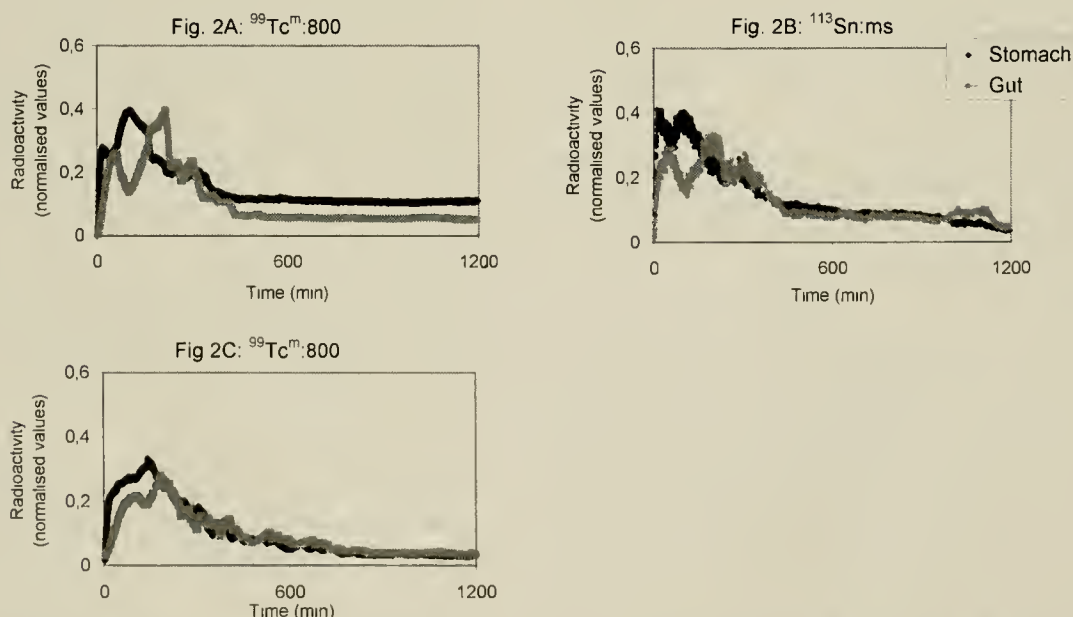 Fig. 2A: ⁹⁹Tcᵐ:800
0,6
0,4
0,2
0
Radioactivity
(normalised values)
0
600
1200
Time (min)
Fig. 2B: ¹¹³Sn:ms
0,6
0,4
0,2
0
Radioactivity
(normalised values)
0
600
1200
Time (min)
Stomach
Gut
Fig 2C: ⁹⁹Tcᵐ:800
0,6
0,4
0,2
0
Radioactivity
(normalised values)
0
600
1200
Time (min)